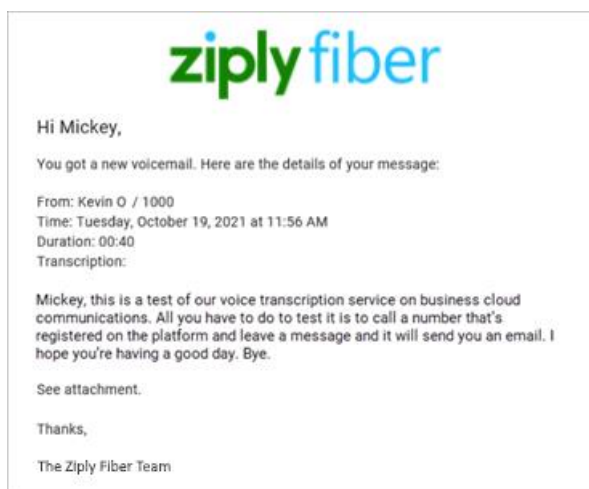 ziply fiber
Hi Mickey,
You got a new voicemail. Here are the details of your message:
From: Kevin O / 1000
Time: Tuesday, October 19, 2021 at 11:56 AM
Duration: 00:40
Transcription:
Mickey, this is a test of our voice transcription service on business cloud
communications. All you have to do to test it is to call a number that's
registered on the platform and leave a message and it will send you an email. I
hope you're having a good day. Bye.
See attachment.
Thanks,
The Ziply Fiber Team